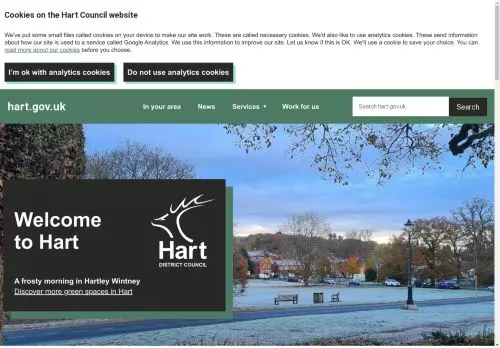 Cookies on the Hart Council website
We've put some small files called cookies on your device to make our site work. These are called necessary cookies. We'd also like to use analytics cookies. These send information
about how our site is used to a service called Google Analytics. We use this information to improve our site. Let us know if this is OK. We'll use a cookie to save your choice. You can
read more about our cookies before you choose.
I'm ok with analytics cookies Do not use analytics cookies
hart.gov.uk In your area News Services Work for us Search hart.gov.uk. Search
Welcome
to Hart
Hart
DISTRICT COUNCIL
A frosty morning in Hartley Wintney
Discover more green spaces in Hart